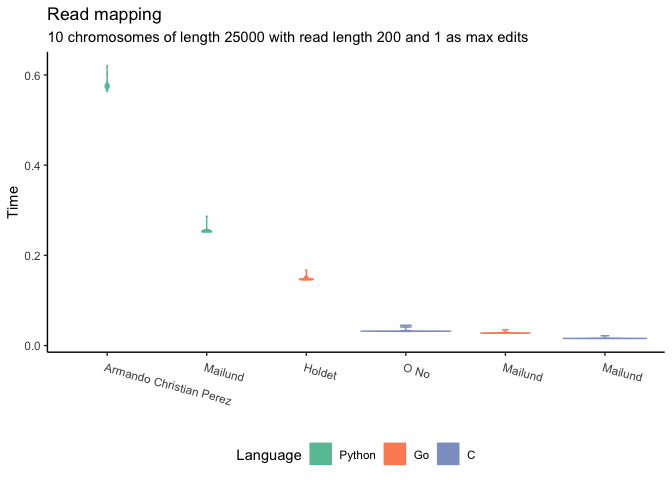 Read mapping
10 chromosomes of length 25000 with read length 200 and 1 as max edits
Time
0.6
0.4
0.2
0.0
Armando Christian Perez
Mailund
Holdet
O No
Mailund
Mailund
Language Python Go C